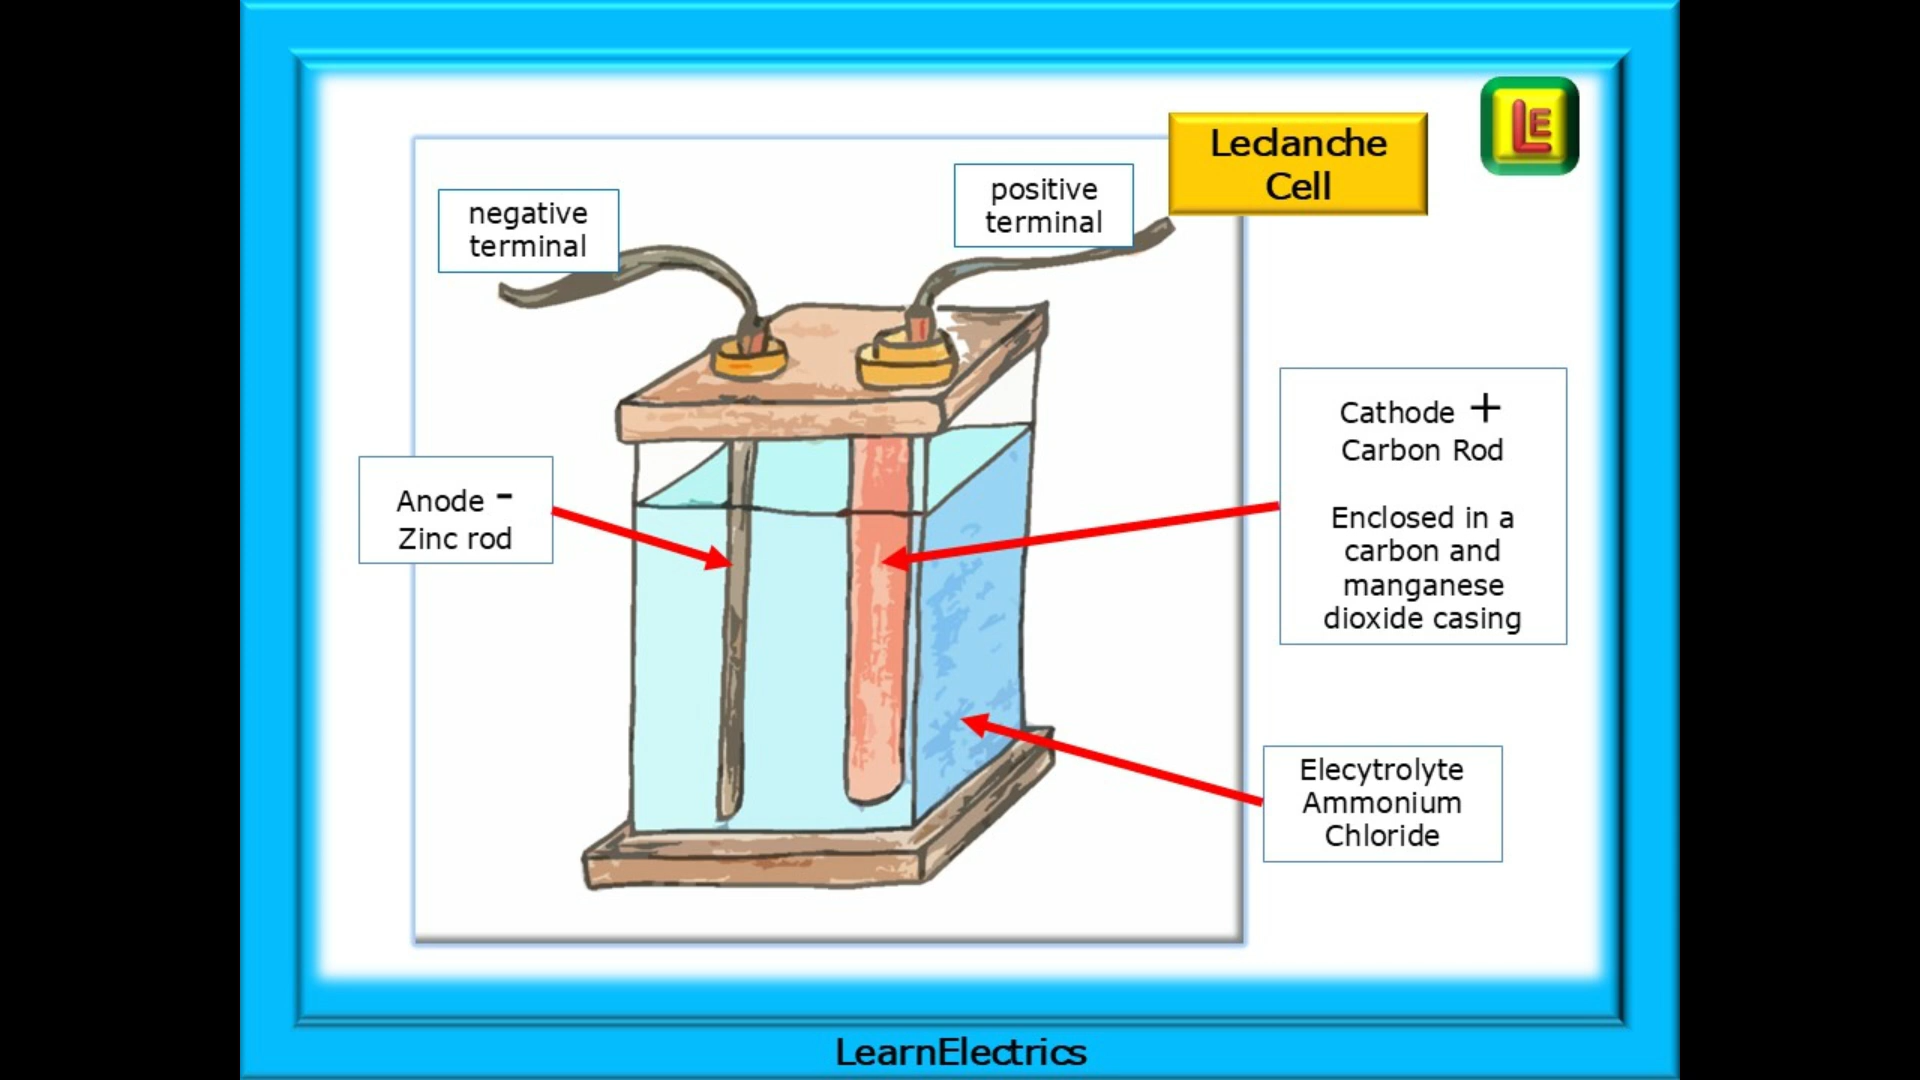 Leclanche
Cell
LE
negative
terminal
positive
terminal
Anode -
Zinc rod
Cathode +
Carbon Rod
Enclosed in a
carbon and
manganese
dioxide casing
Elecytrolyte
Ammonium
Chloride
LearnElectrics